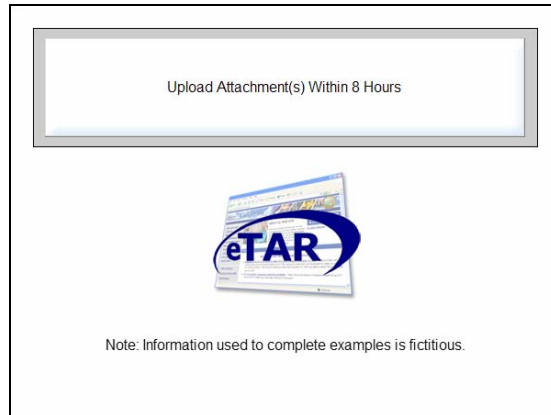 Upload Attachment(s) Within 8 Hours
eTAR
Note: Information used to complete examples is fictitious.